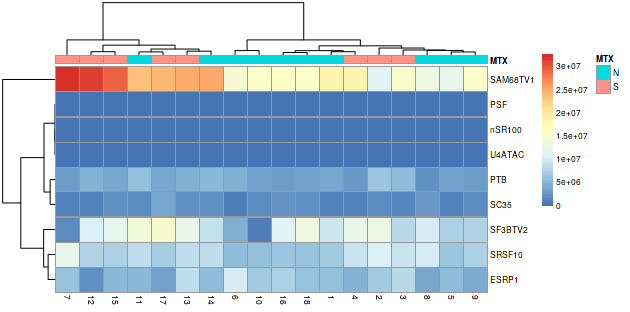 MTX
SAM68TV1
PSF
nSR100
U4ATAC
PTB
SC35
SF3BTV2
SRSF10
ESRP1
7 12 15 11 17 13 14 6 10 16 18 1 4 2 3 8 5 9
3e+07
2.5e+07
2e+07
1.5e+07
1e+07
5e+06
0
MTX
N
S